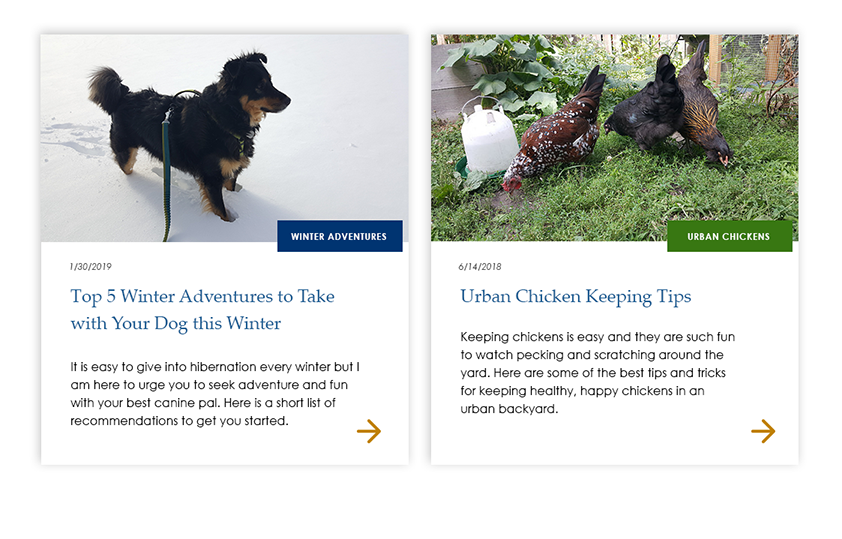 WINTER ADVENTURES
1/30/2019
Top 5 Winter Adventures to Take
with Your Dog this Winter
It is easy to give into hibernation every winter but I
am here to urge you to seek adventure and fun
with your best canine pal. Here is a short list of
recommendations to get you started.
URBAN CHICKENS
6/14/2018
Urban Chicken Keeping Tips
Keeping chickens is easy and they are such fun
to watch pecking and scratching around the
yard. Here are some of the best tips and tricks
for keeping healthy, happy chickens in an
urban backyard.